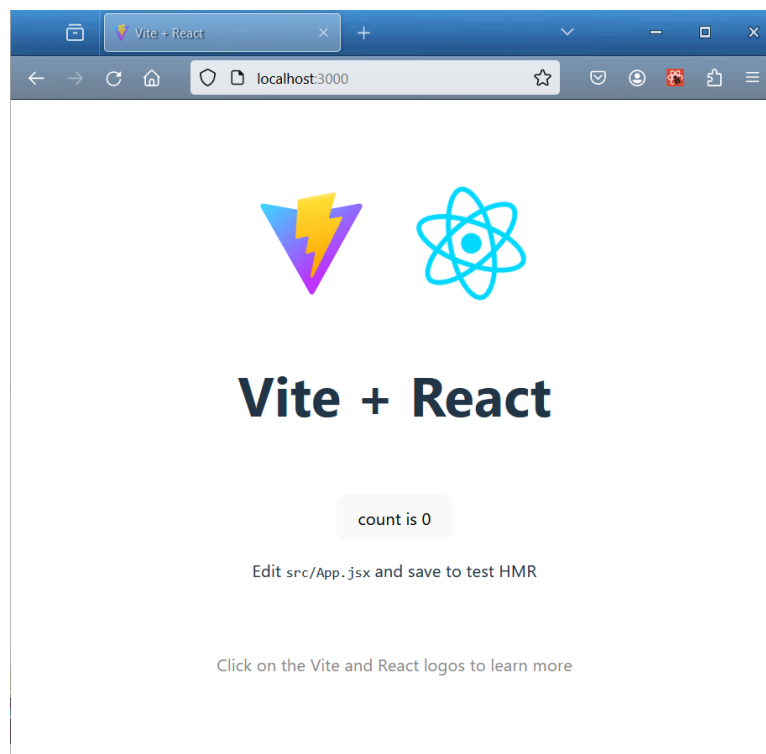 Vite + React
localhost:3000
Vite + React
count is 0
Edit src/App.jsx and save to test HMR
Click on the Vite and React logos to learn more